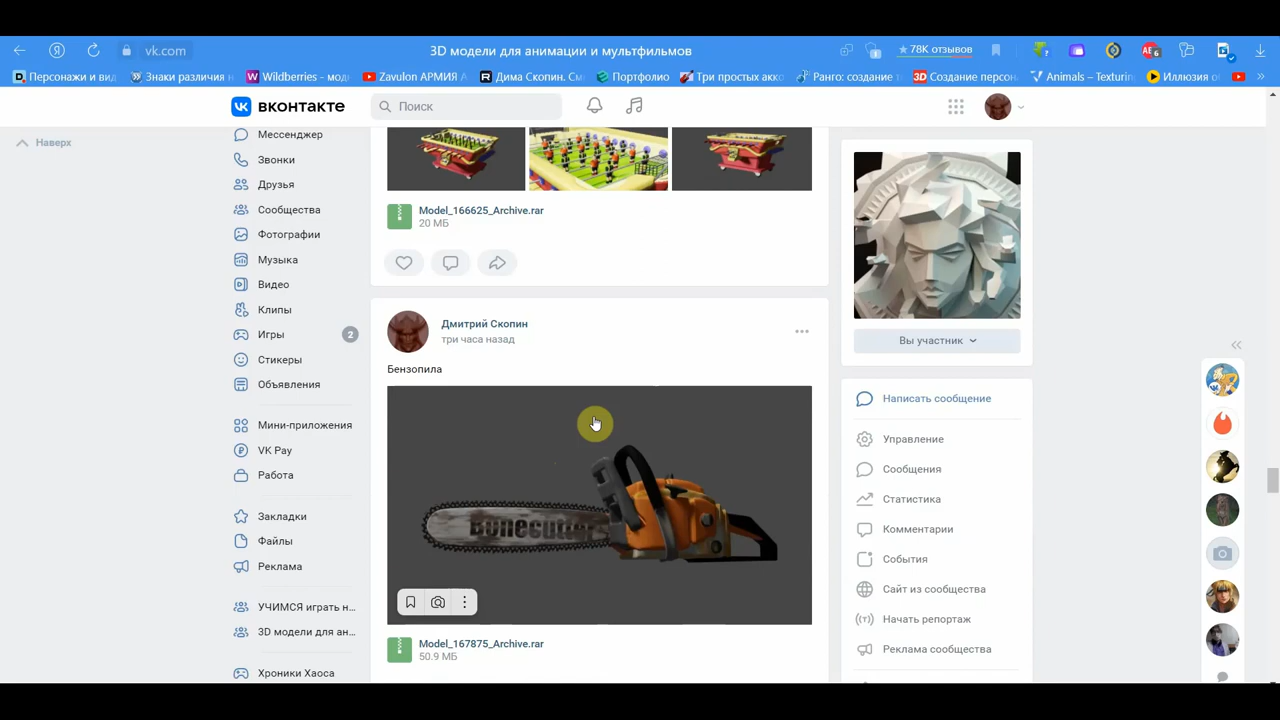 vk.com
3D модели для анимации и мультфильмов
78K отзывов
Персонажи и вид
Знаки различия н
Wildberries - мод
Zavulon АРМИЯ А
Дима Скопин. См
Портфолио
Три простых акко
Ранго: создание т
Создание персон
Animals – Texturin
Иллюзия о
вконтакте
Поиск
Наверх
Мессенджер
Звонки
Друзья
Сообщества
Фотографии
Музыка
Видео
Клипы
Игры
2
Стикеры
Объявления
Мини-приложения
VK Pay
Работа
Закладки
Файлы
Реклама
УЧИМСЯ играть н...
3D модели для ан...
Хроники Хаоса
Model_166625_Archive.rar
20 МБ
Дмитрий Скопин
три часа назад
Бензопила
Bonecutter
Model_167875_Archive.rar
50.9 МБ
Вы участник
Написать сообщение
Управление
Сообщения
Статистика
Комментарии
События
Сайт из сообщества
Начать репортаж
Реклама сообщества